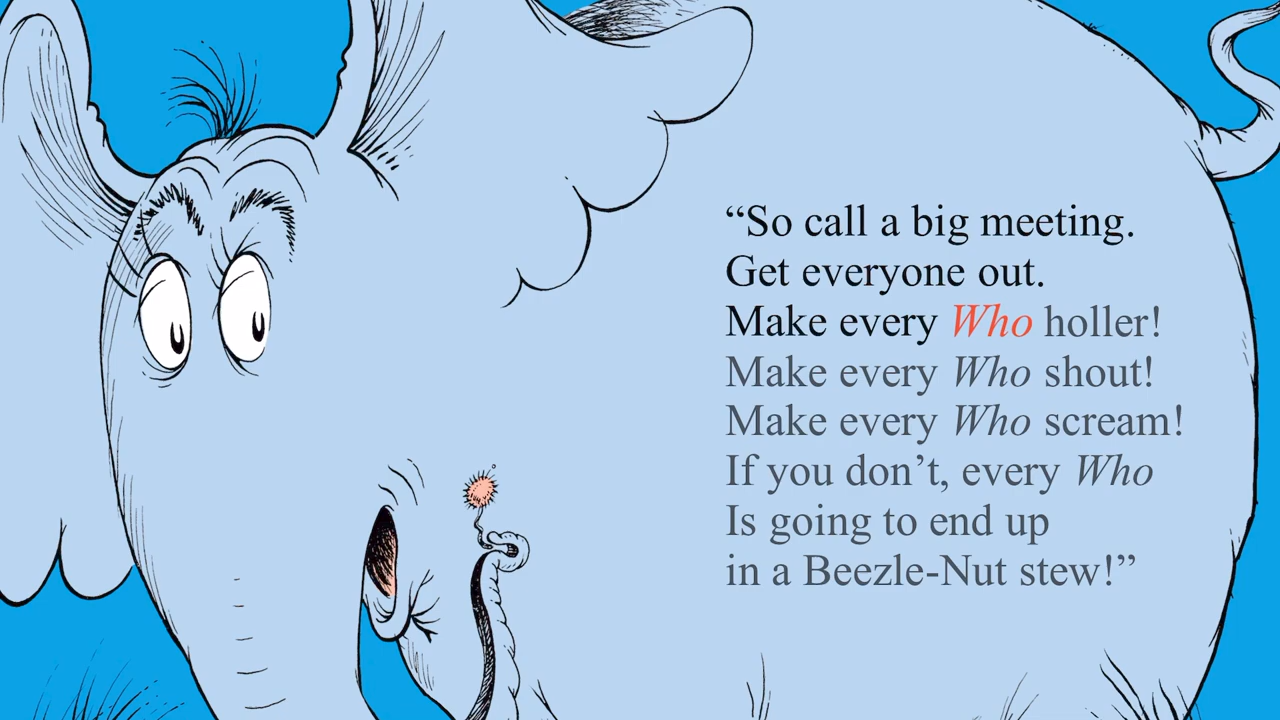 “So call a big meeting.
Get everyone out.
Make every Who holler!
Make every Who shout!
Make every Who scream!
If you don’t, every Who
Is going to end up
in a Beezle-Nut stew!”